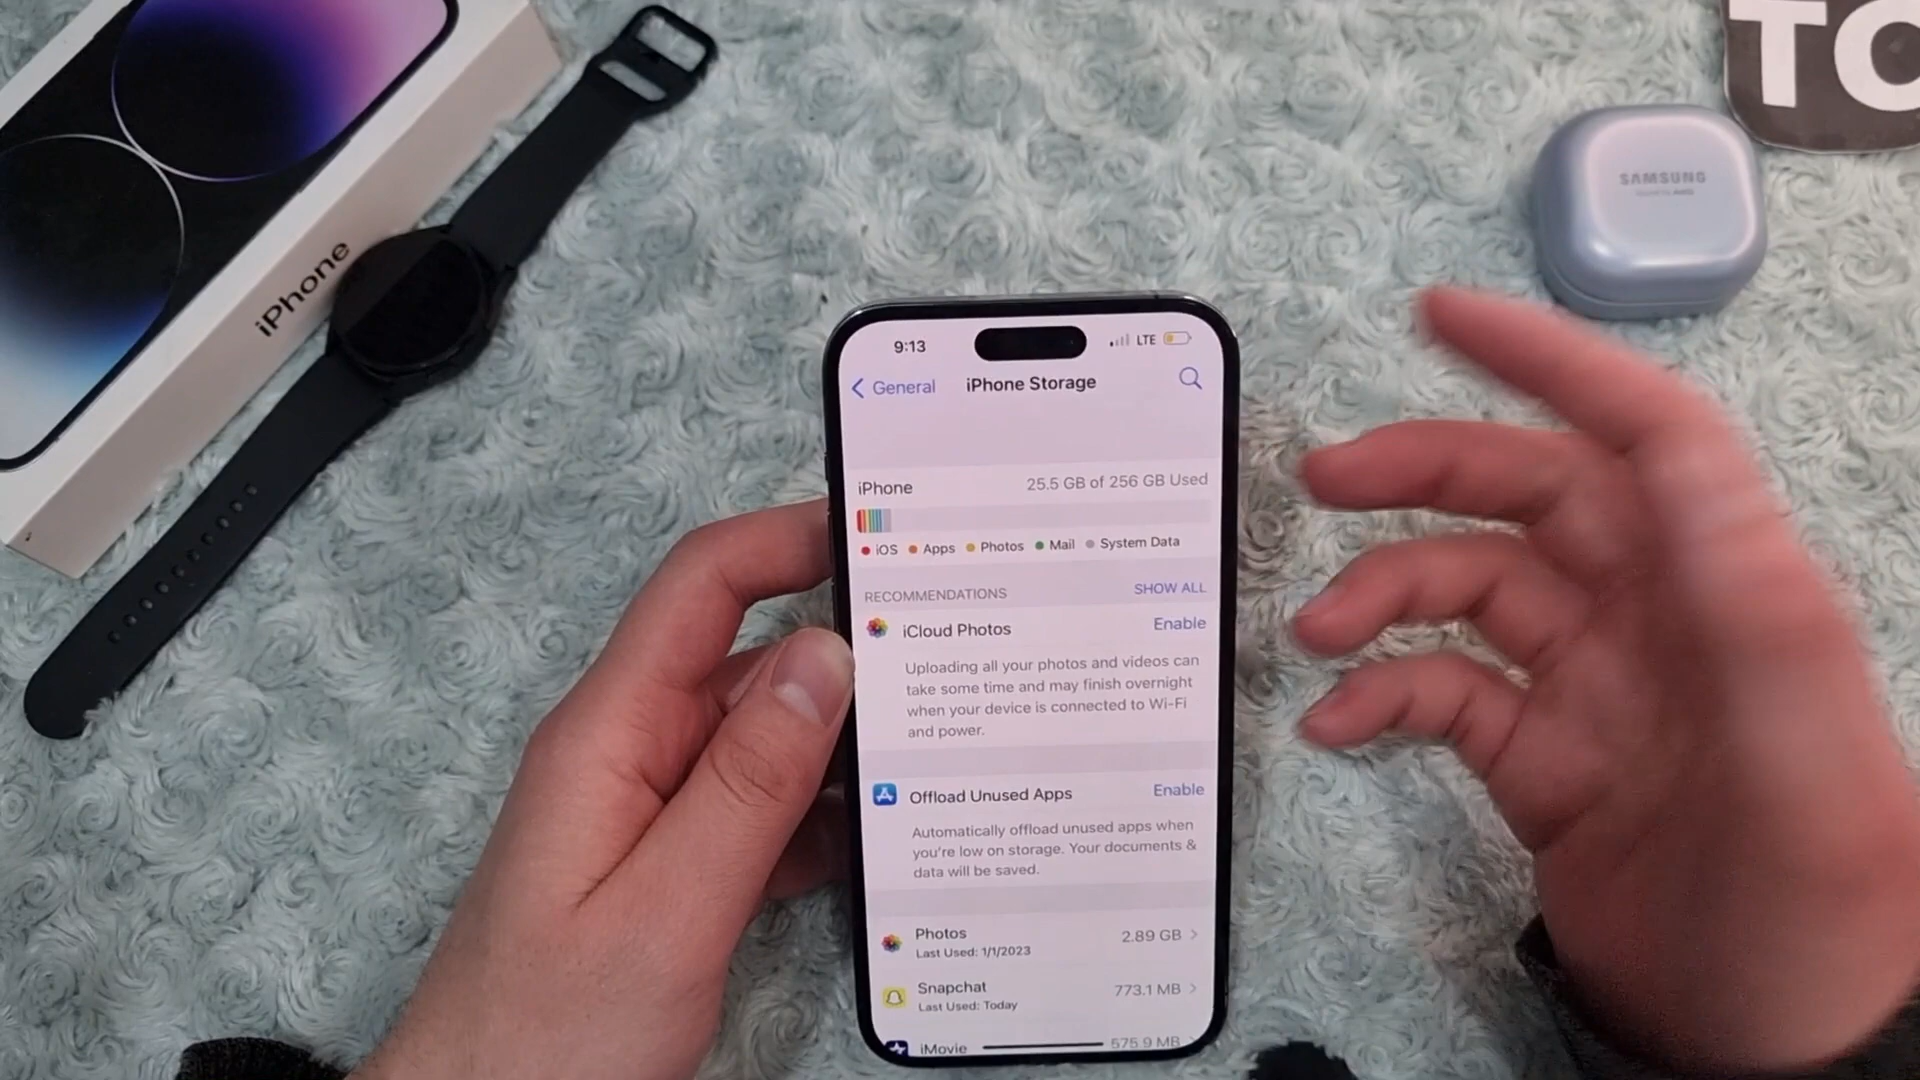 TC
SAMSUNG
iPhone
9:13
LTE
General
iPhone Storage
iPhone
25.5 GB of 256 GB Used
iOS
Apps
Photos
Mail
System Data
RECOMMENDATIONS
SHOW ALL
iCloud Photos
Enable
Uploading all your photos and videos can
take some time and may finish overnight
when your device is connected to Wi-Fi
and power.
Offload Unused Apps
Enable
Automatically offload unused apps when
you're low on storage. Your documents &
data will be saved.
Photos
2.89 GB
Last Used: 1/1/2023
Snapchat
773.1 MB
Last Used: Today
iMovie
575.9 MB